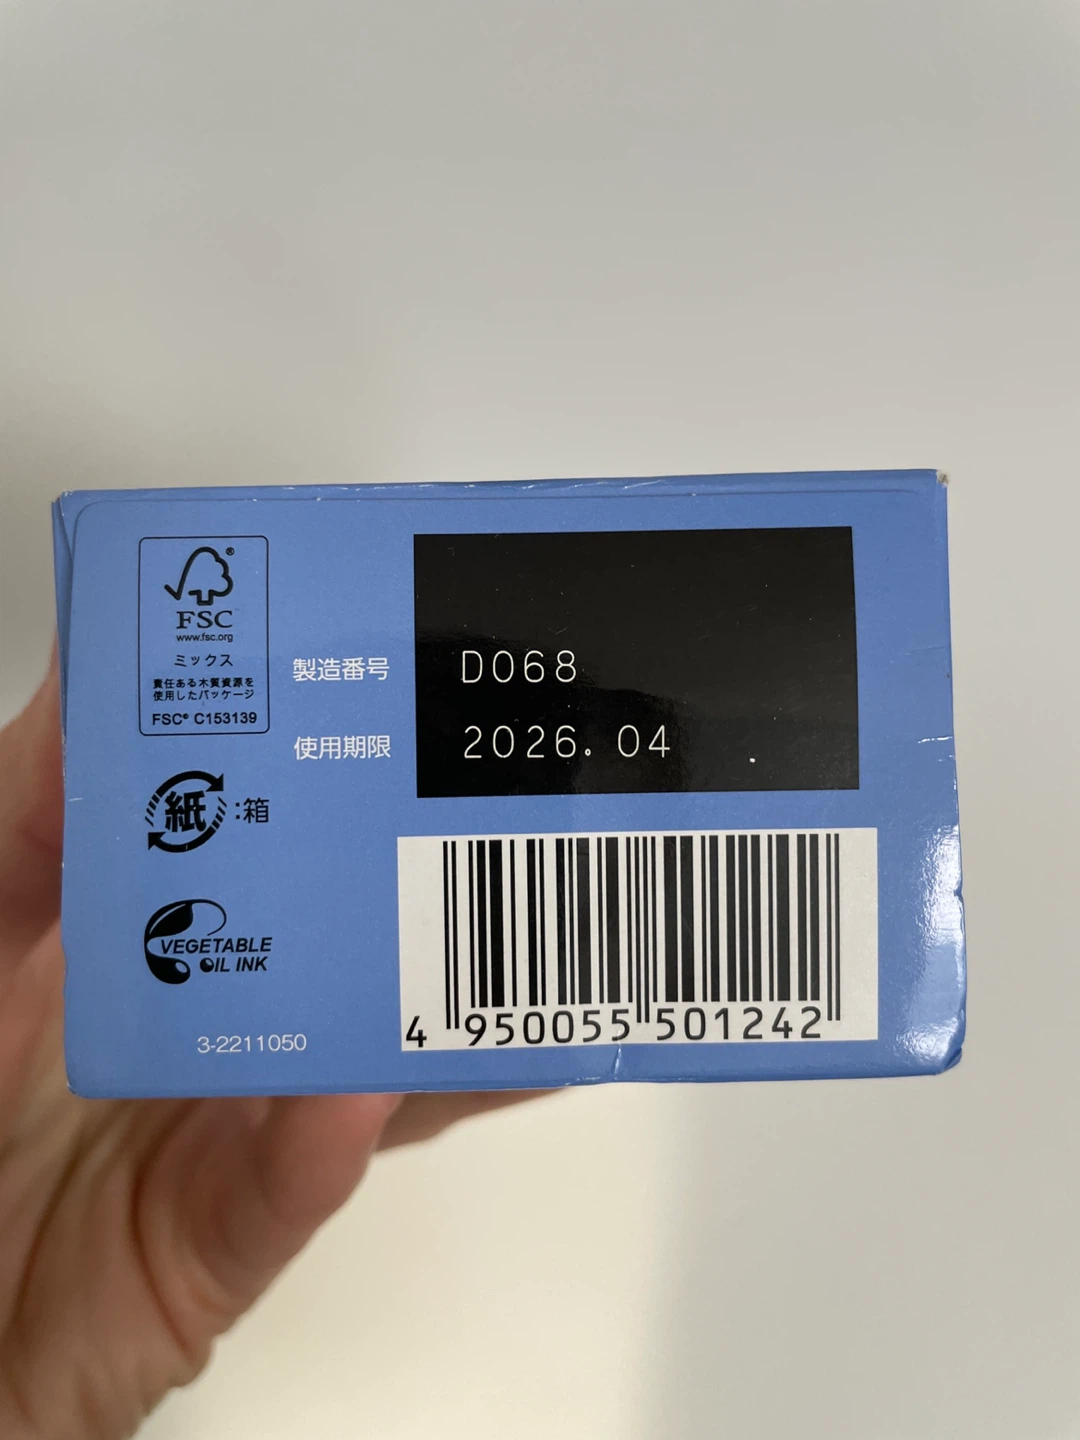 FSC®
www.fsc.org
ミックス
責任ある木質資源を
使用したパッケージ
FSC® C153139
製造番号 D068
使用期限 2026.04
紙:箱
VEGETABLE
OIL INK
3-2211050
4 950055 501242